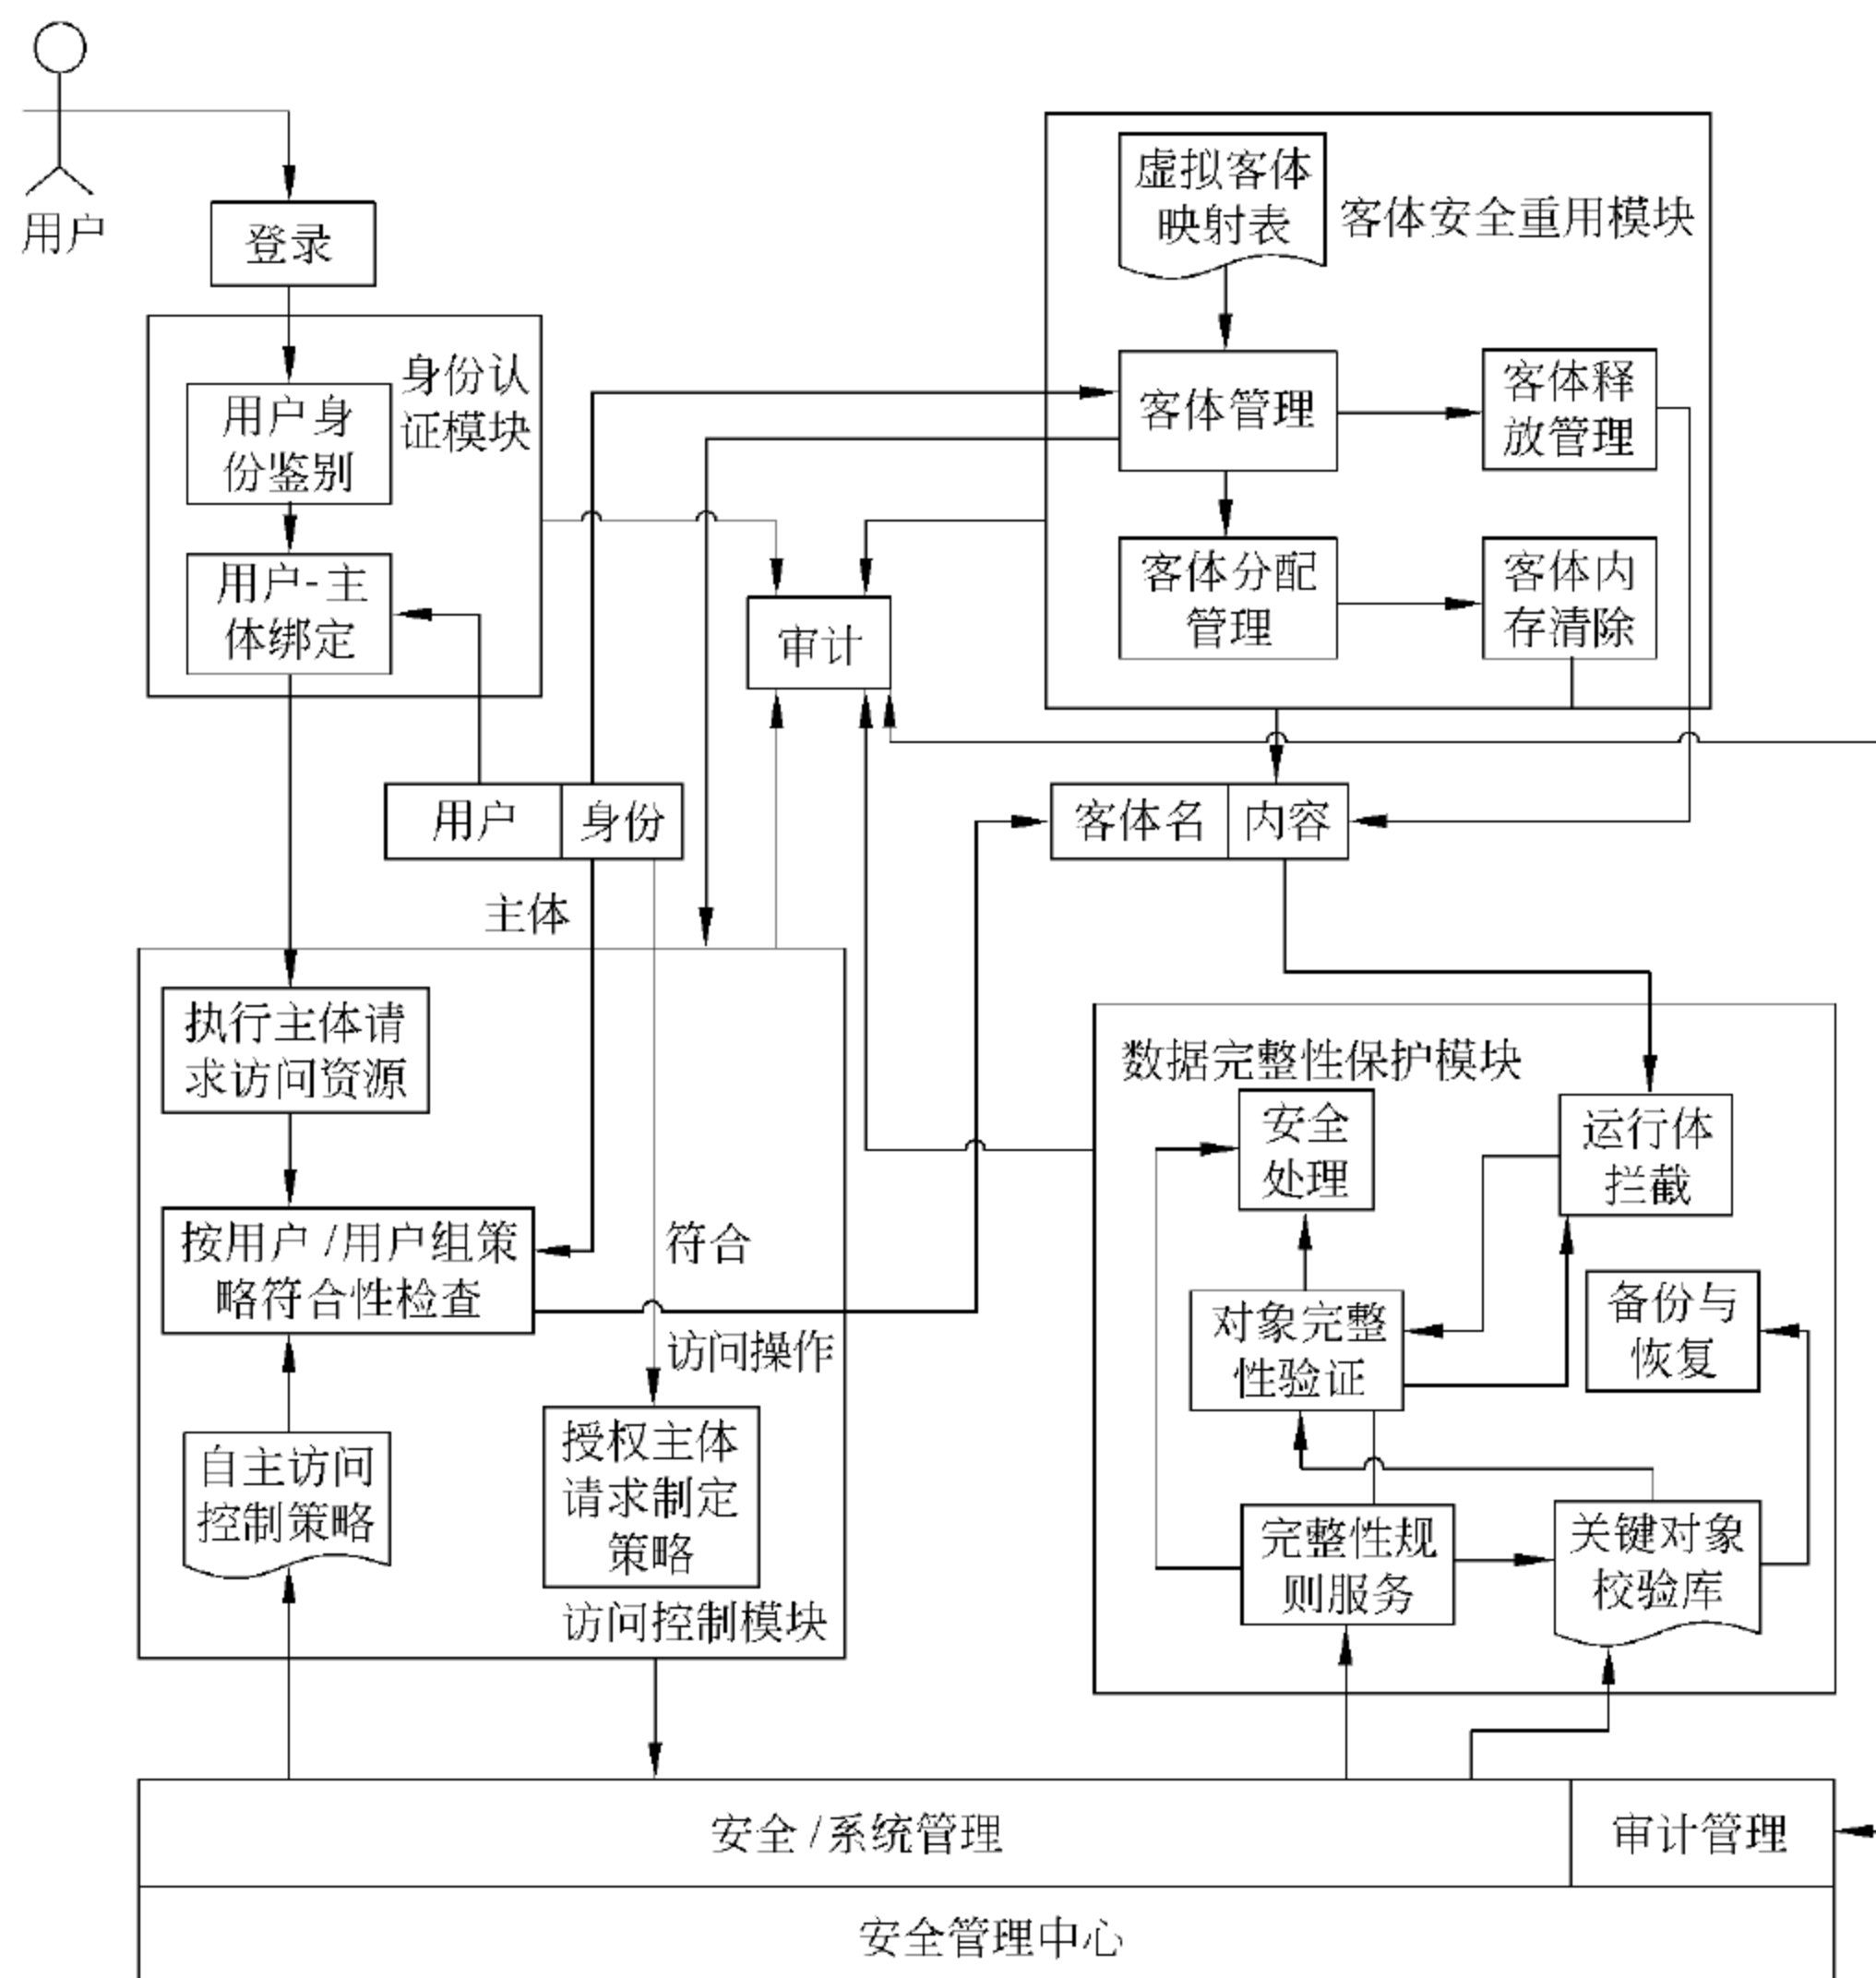 用户
登录
身份认
证模块
用户身
份鉴别
用户-主
体绑定
虚拟客体
映射表
客体安全重用模块
客体管理
客体释
放管理
客体分配
管理
客体内
存清除
审计
用户
身份
主体
客体名
内容
执行主体请
求访问资源
按用户/用户组策
略符合性检查
符合
访问操作
自主访问
控制策略
授权主体
请求制定
策略
访问控制模块
数据完整性保护模块
安全
处理
运行体
拦截
对象完整
性验证
备份与
恢复
完整性规
则服务
关键对象
校验库
安全/系统管理
审计管理
安全管理中心